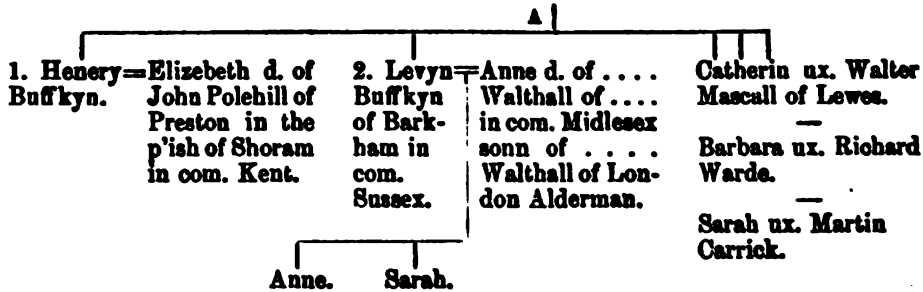 A
1. Henery=Elizebeth d. of
Buffkyn. John Polehill of
Preston in the
p'ish of Shoram
in com. Kent.
2. Levyn=Anne d. of ....
Buffkyn Walthall of ....
of Bark- in com. Midlesex
ham in sonn of ....
com. Walthall of Lon-
Sussex. don Alderman.
Catherin ux. Walter
Mascall of Lewes.
—
Barbara ux. Richard
Warde.
—
Sarah ux. Martin
Carrick.
Anne. Sarah.